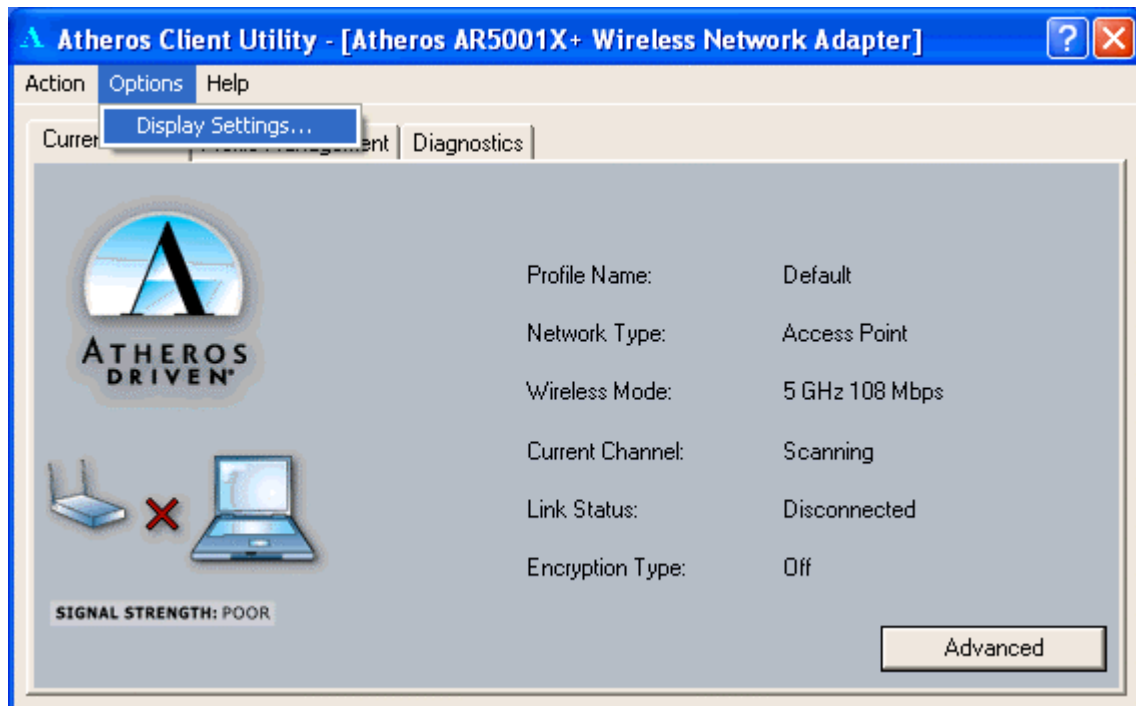 Atheros Client Utility - [Atheros AR5001X+ Wireless Network Adapter]
Action Options Help
Display Settings...
Diagnostics
ATHEROS
DRIVEN
Profile Name: Default
Network Type: Access Point
Wireless Mode: 5 GHz 108 Mbps
Current Channel: Scanning
Link Status: Disconnected
Encryption Type: Off
SIGNAL STRENGTH: POOR
Advanced